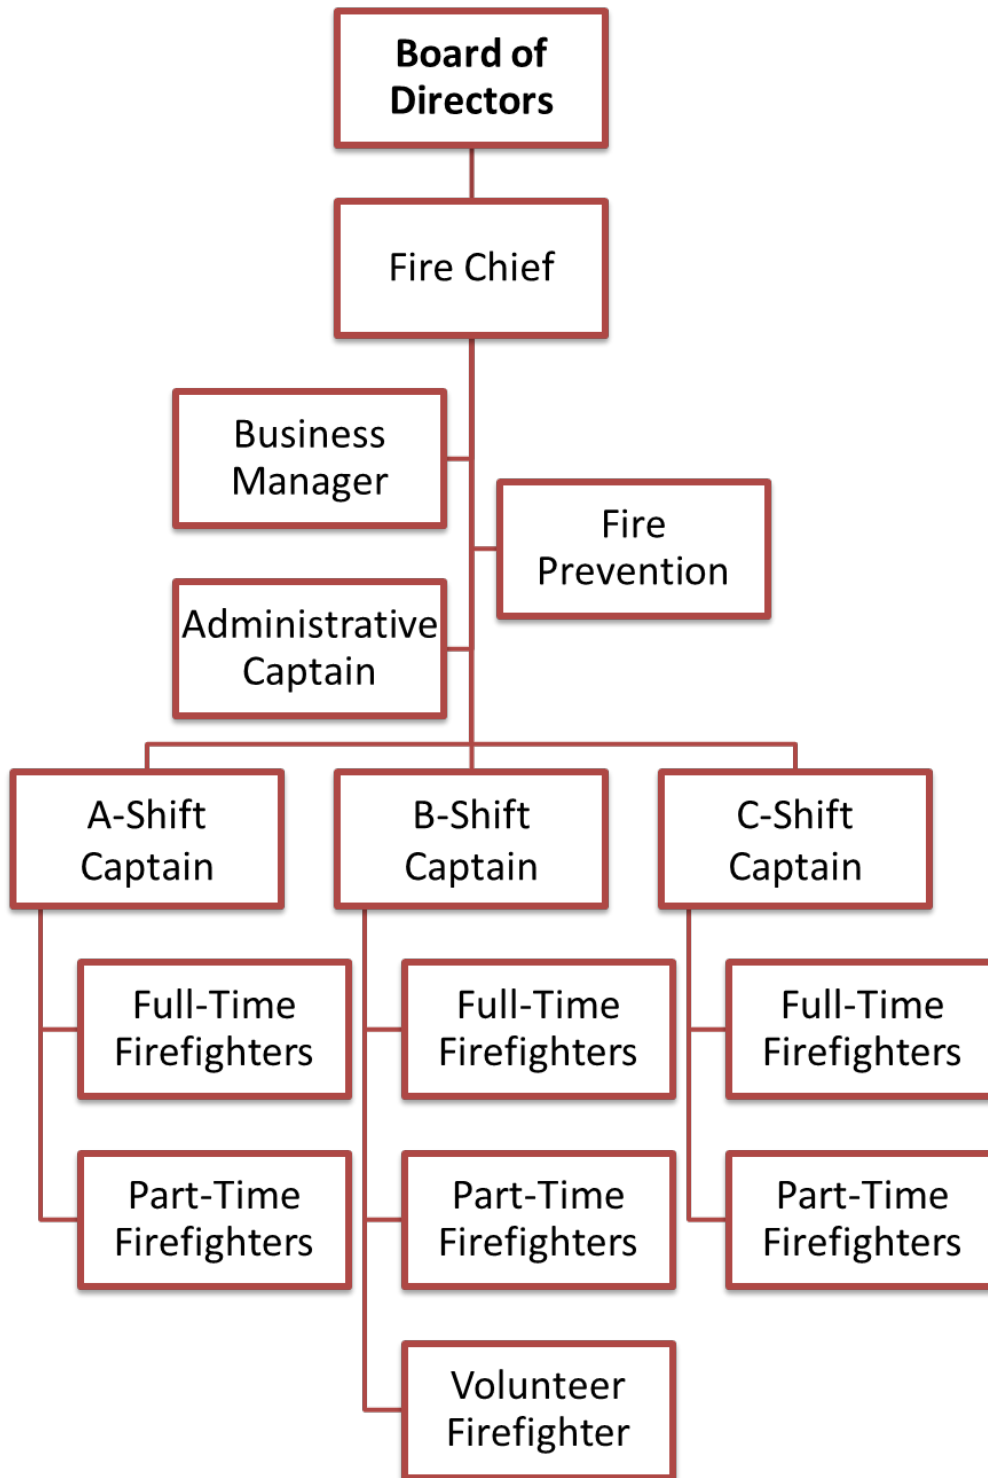 Board of
Directors
Fire Chief
Business
Manager
Fire
Prevention
Administrative
Captain
A-Shift
Captain
B-Shift
Captain
C-Shift
Captain
Full-Time
Firefighters
Full-Time
Firefighters
Full-Time
Firefighters
Part-Time
Firefighters
Part-Time
Firefighters
Part-Time
Firefighters
Volunteer
Firefighter